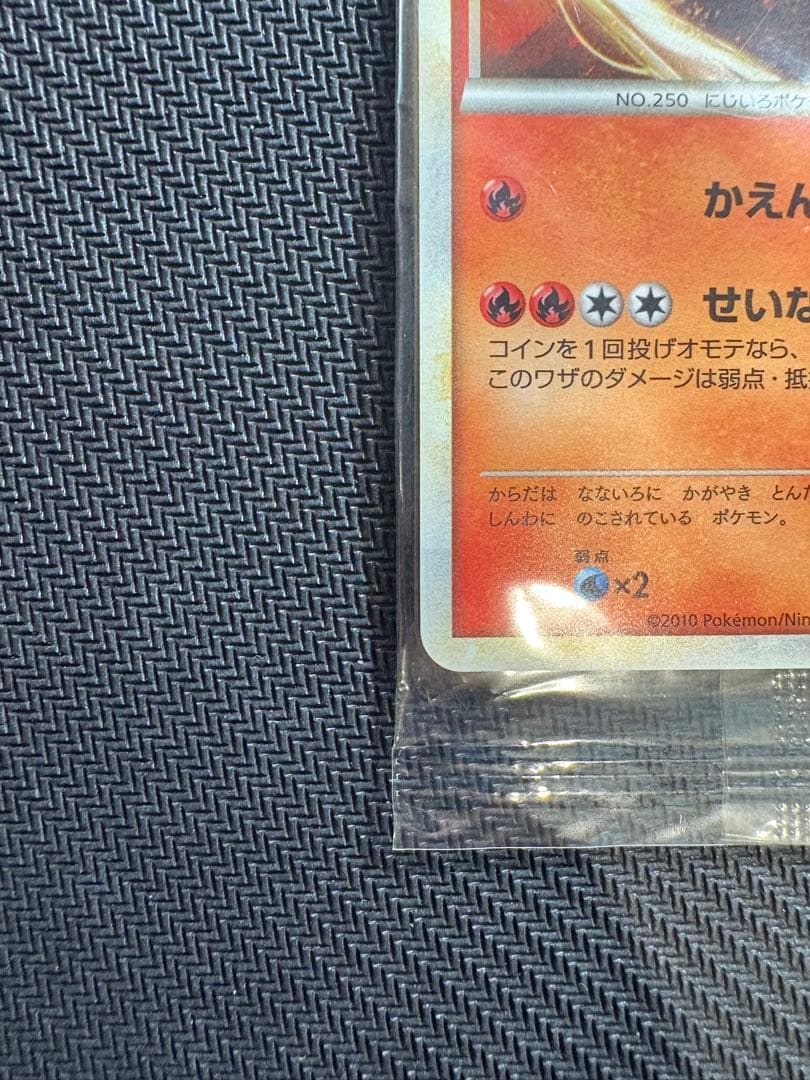 NO.250 にじいろポケ
かえん
せいな
コインを1回投げオモテなら、
このワザのダメージは弱点・抵
からだは なないろに かがやき とんだ
しんわに のこされている ポケモン。
弱点
×2
©2010 Pokémon/Nin